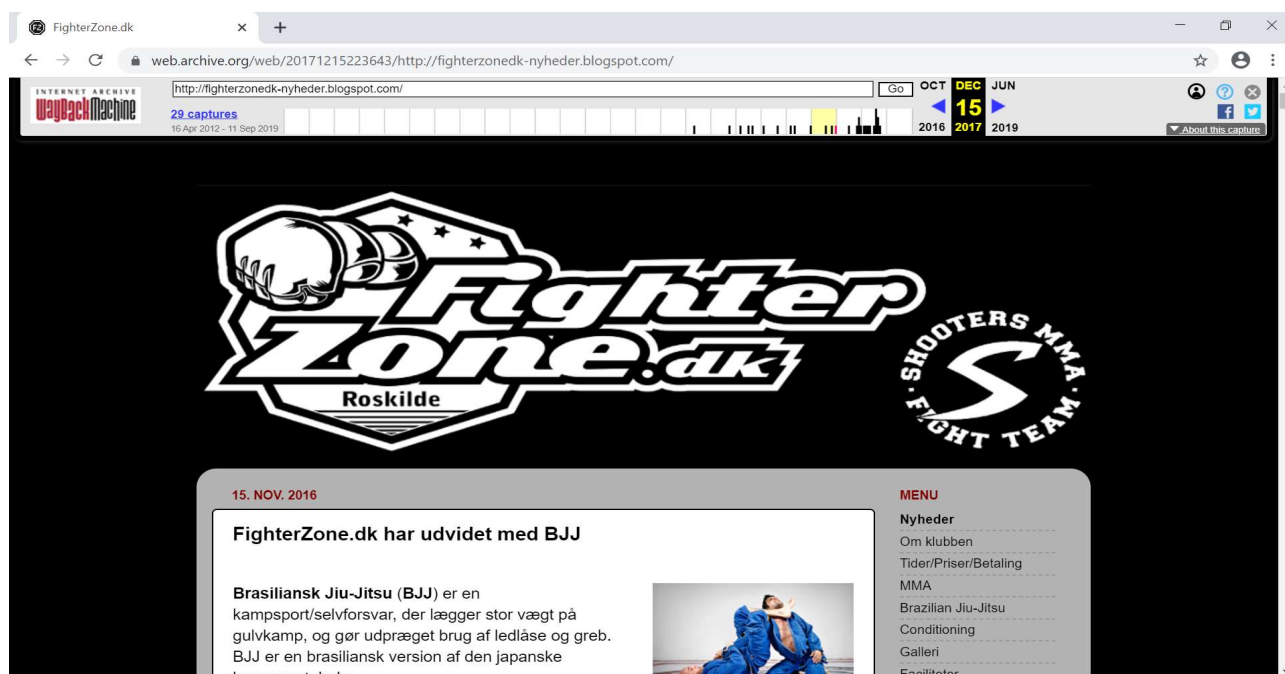 FighterZone.dk
web.archive.org/web/20171215223643/http://fighterzonedk-nyheder.blogspot.com/
INTERNET ARCHIVE
WayBackMachine
http://fighterzonedk-nyheder.blogspot.com/
Go
OCT DEC JUN
29 captures
15
16 Apr 2012 - 11 Sep 2019
2016 2017 2019
About this capture
Fighter
Zone.dk
Roskilde
SHOOTERS MMA
FIGHT TEAM
15. NOV. 2016
FighterZone.dk har udvidet med BJJ
Brasiliansk Jiu-Jitsu (BJJ) er en
kampsport/selvforsvar, der lægger stor vægt på
gulvkamp, og gør udpræget brug af ledlåse og greb.
BJJ er en brasiliansk version af den japanske
MENU
Nyheder
Om klubben
Tider/Priser/Betaling
MMA
Brazilian Jiu-Jitsu
Conditioning
Galleri
Faciliteter